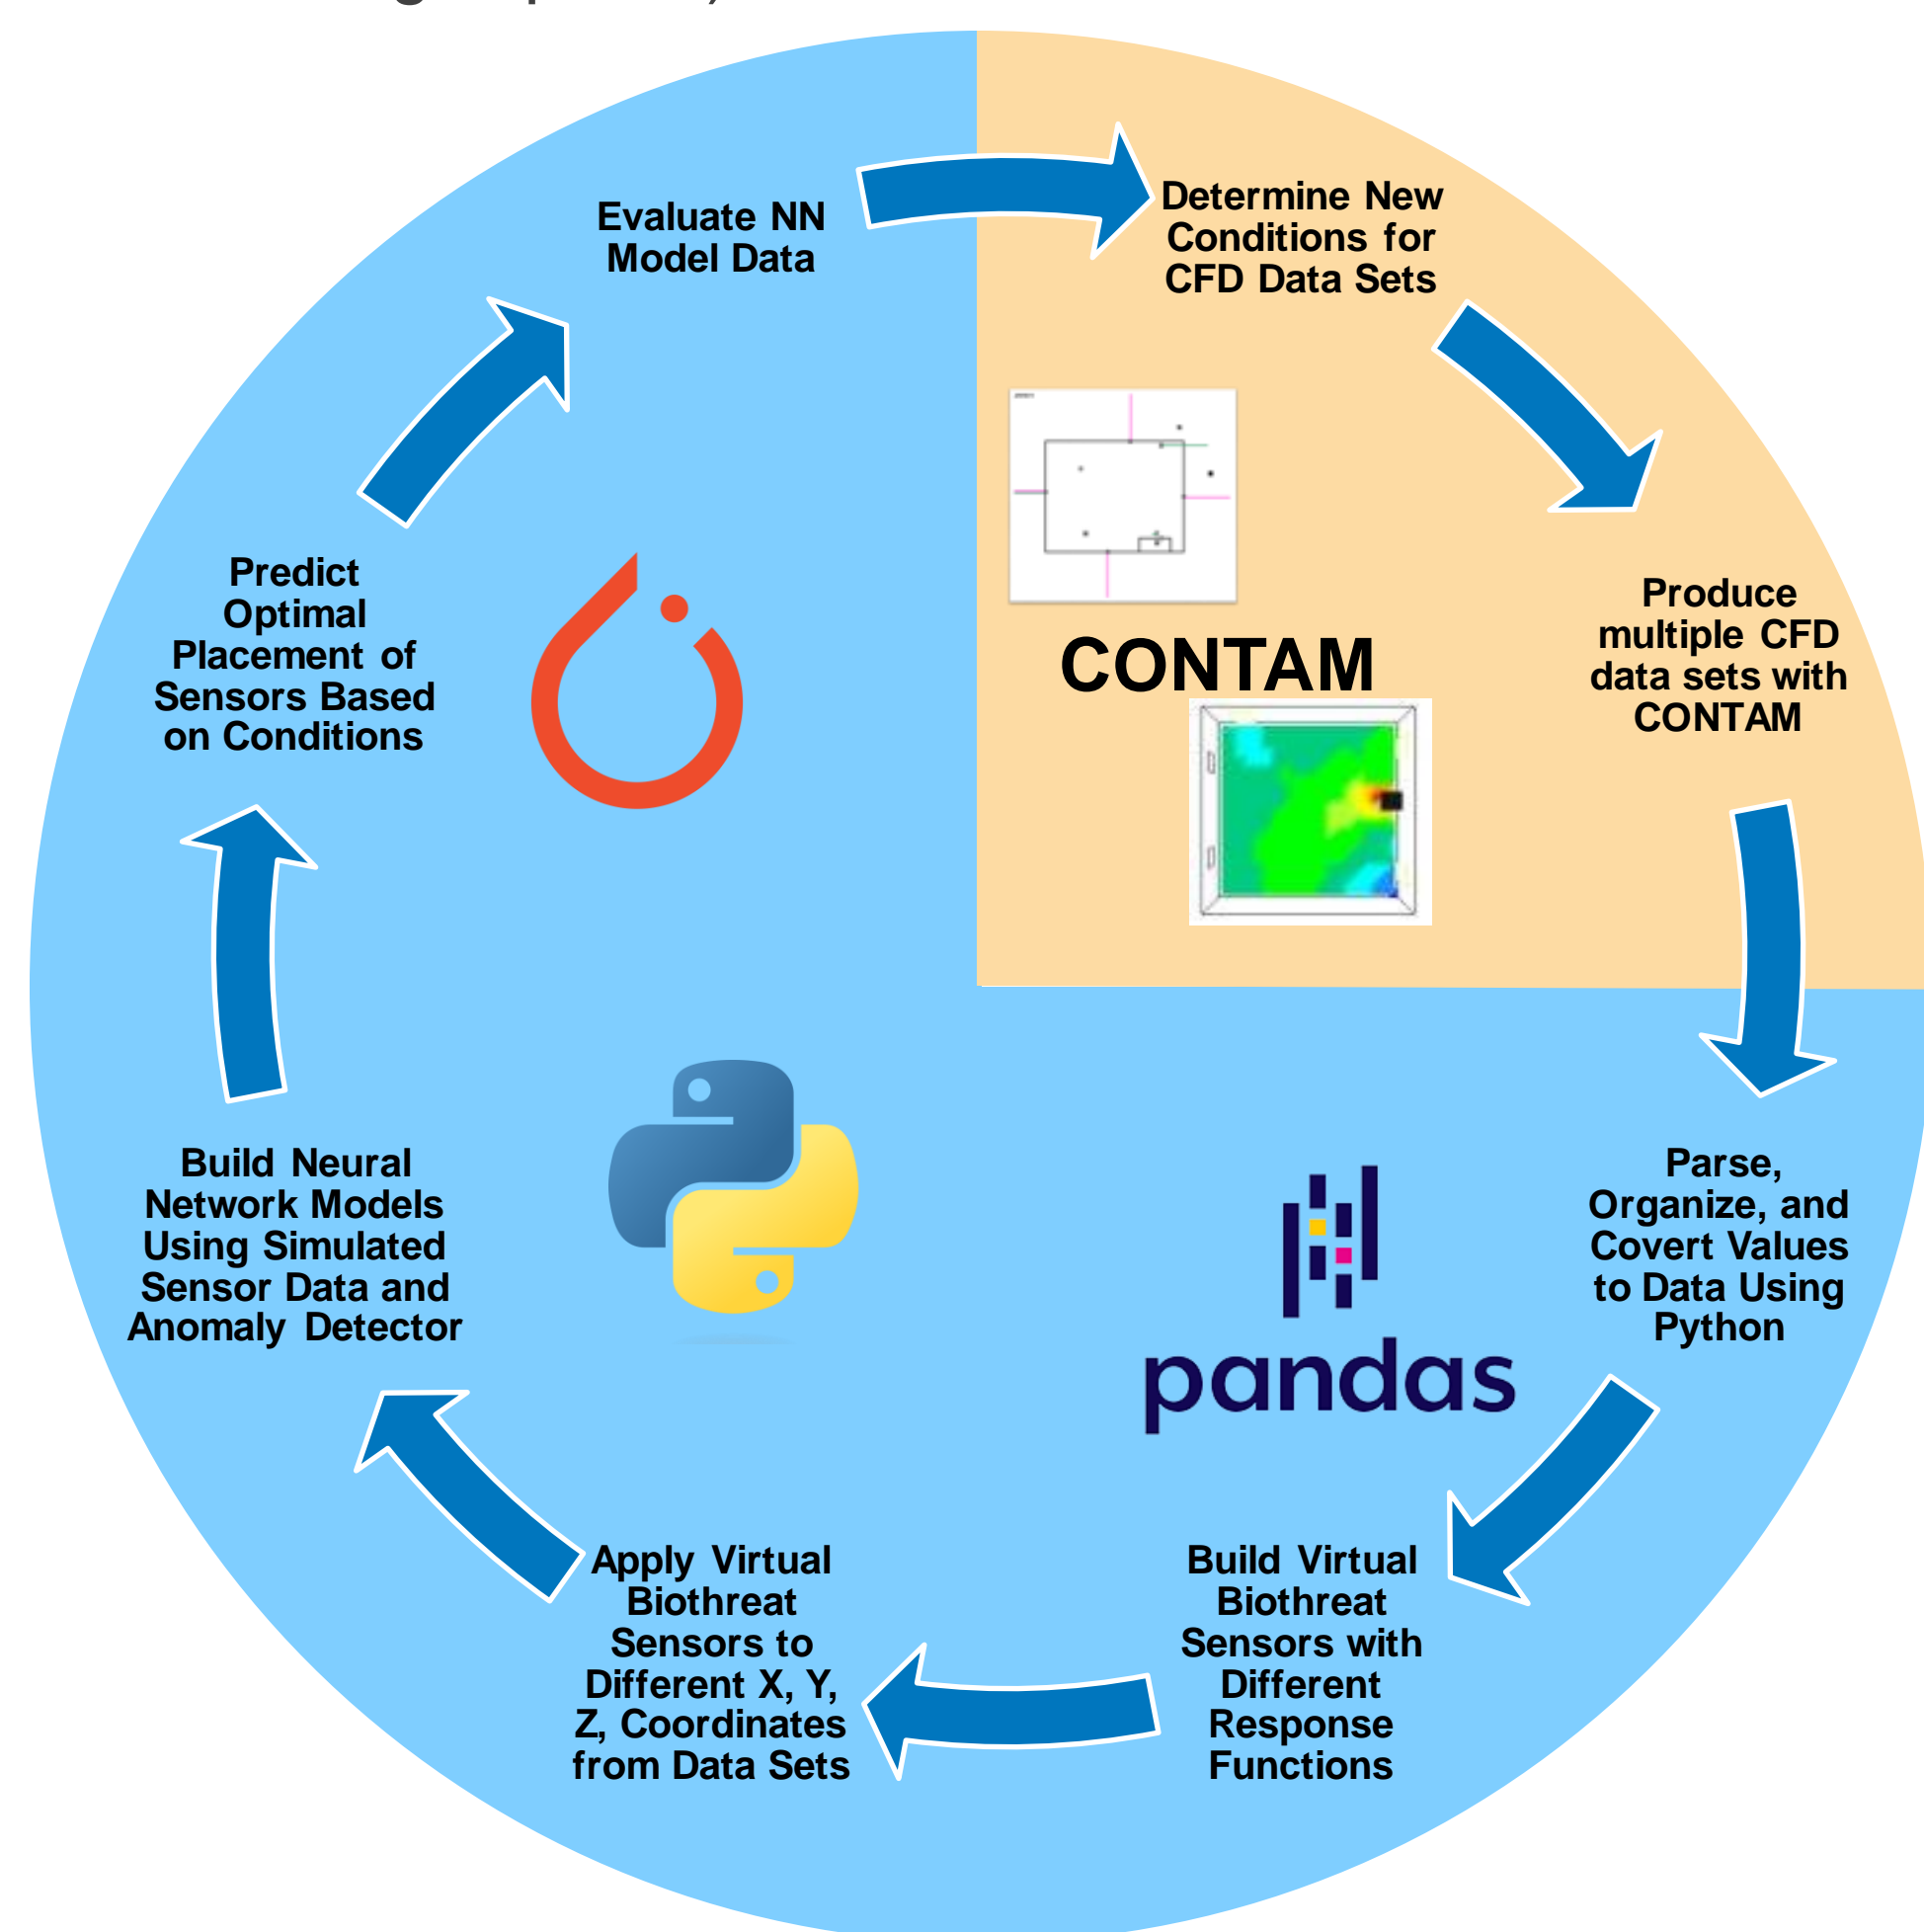 Evaluate NN
Model Data
Determine New
Conditions for
CFD Data Sets
Produce
multiple CFD
data sets with
CONTAM
CONTAM
Parse,
Organize, and
Covert Values
to Data Using
Python
pandas
Build Virtual
Biothreat
Sensors with
Different
Response
Functions
Apply Virtual
Biothreat
Sensors to
Different X, Y,
Z, Coordinates
from Data Sets
Build Neural
Network Models
Using Simulated
Sensor Data and
Anomaly Detector
Predict
Optimal
Placement of
Sensors Based
on Conditions